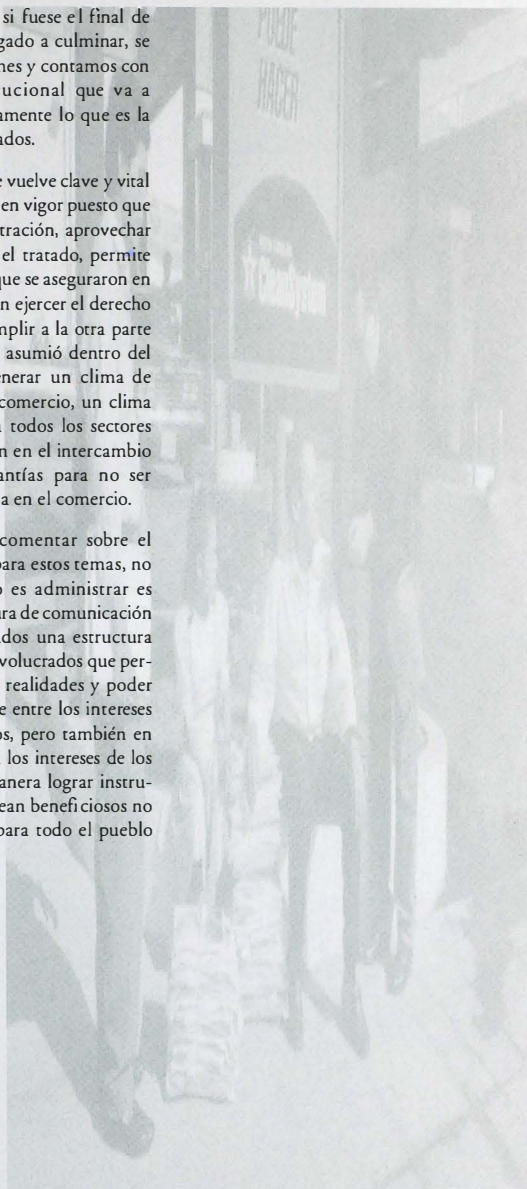 si fuese el final de
gado a culminar, se
nes y contamos con
ucional que va a
amente lo que es la
ados.
e vuelve clave y vital
en vigor puesto que
tración, aprovechar
el tratado, permite
que se aseguraron en
n ejercer el derecho
mplir a la otra parte
asumió dentro del
enerar un clima de
comercio, un clima
a todos los sectores
n en el intercambio
antías para no ser
a en el comercio.
comentar sobre el
para estos temas, no
o es administrar es
ura de comunicación
dos una estructura
volucrados que per-
realidades y poder
e entre los intereses
os, pero también en
los intereses de los
anera lograr instru-
ean beneficiosos no
para todo el pueblo
PUEDE
HACER